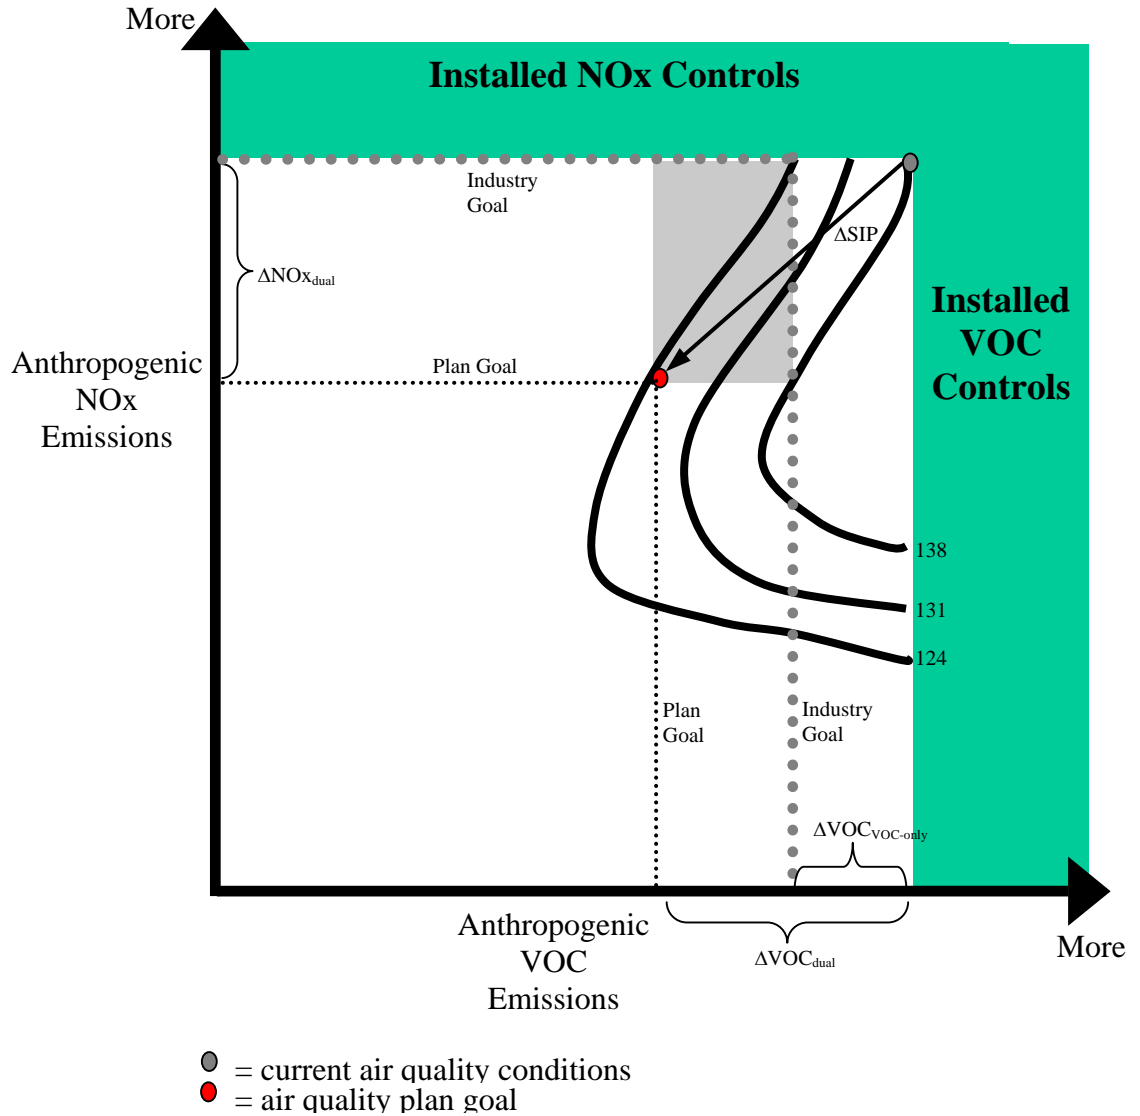 More
Installed NOx Controls
Industry
Goal
ΔSIP
ΔNOxdual
Installed
VOC
Controls
Anthropogenic
NOx
Emissions
Plan Goal
138
131
124
Plan
Goal
Industry
Goal
ΔVOCVOC-only
Anthropogenic
VOC
Emissions
ΔVOCdual
More
= current air quality conditions
= air quality plan goal